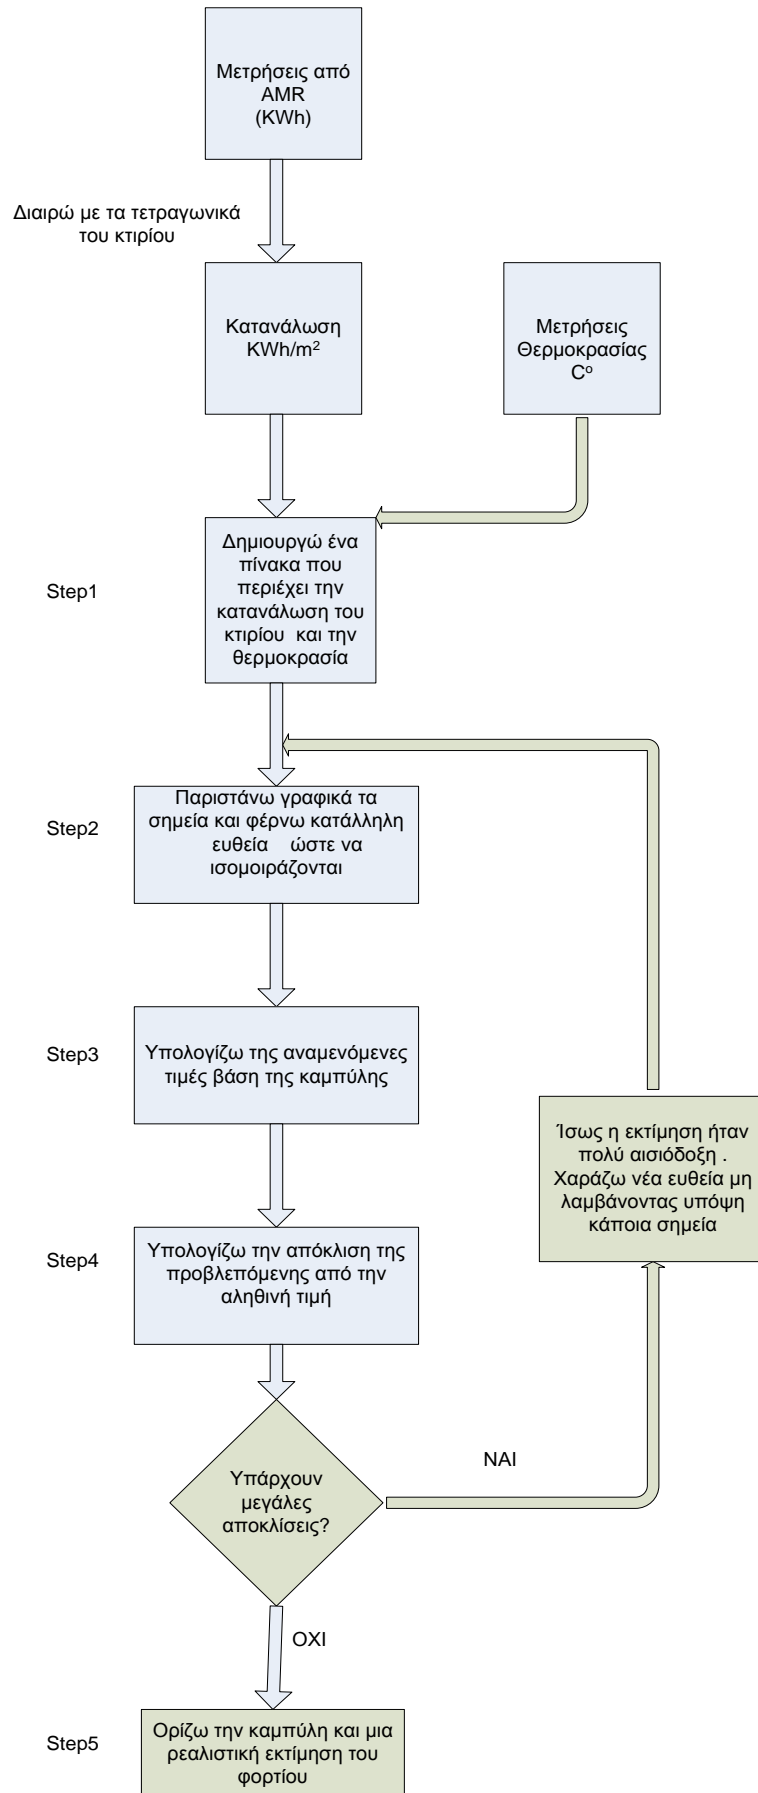 Μετρήσεις από
AMR
(KWh)
Διαιρώ με τα τετραγωνικά
του κτιρίου
Κατανάλωση
KWh/m²
Μετρήσεις
Θερμοκρασίας
Cᵒ
Step1
Δημιουργώ ένα
πίνακα που
περιέχει την
κατανάλωση του
κτιρίου και την
θερμοκρασία
Step2
Παριστάνω γραφικά τα
σημεία και φέρνω κατάλληλη
ευθεία ώστε να
ισομοιράζονται
Step3
Υπολογίζω της αναμενόμενες
τιμές βάση της καμπύλης
Ίσως η εκτίμηση ήταν
πολύ αισιόδοξη .
Χαράζω νέα ευθεία μη
λαμβάνοντας υπόψη
κάποια σημεία
Step4
Υπολογίζω την απόκλιση της
προβλεπόμενης από την
αληθινή τιμή
Υπάρχουν
μεγάλες
αποκλίσεις?
ΝΑΙ
ΟΧΙ
Step5
Ορίζω την καμπύλη και μια
ρεαλιστική εκτίμηση του
φορτίου